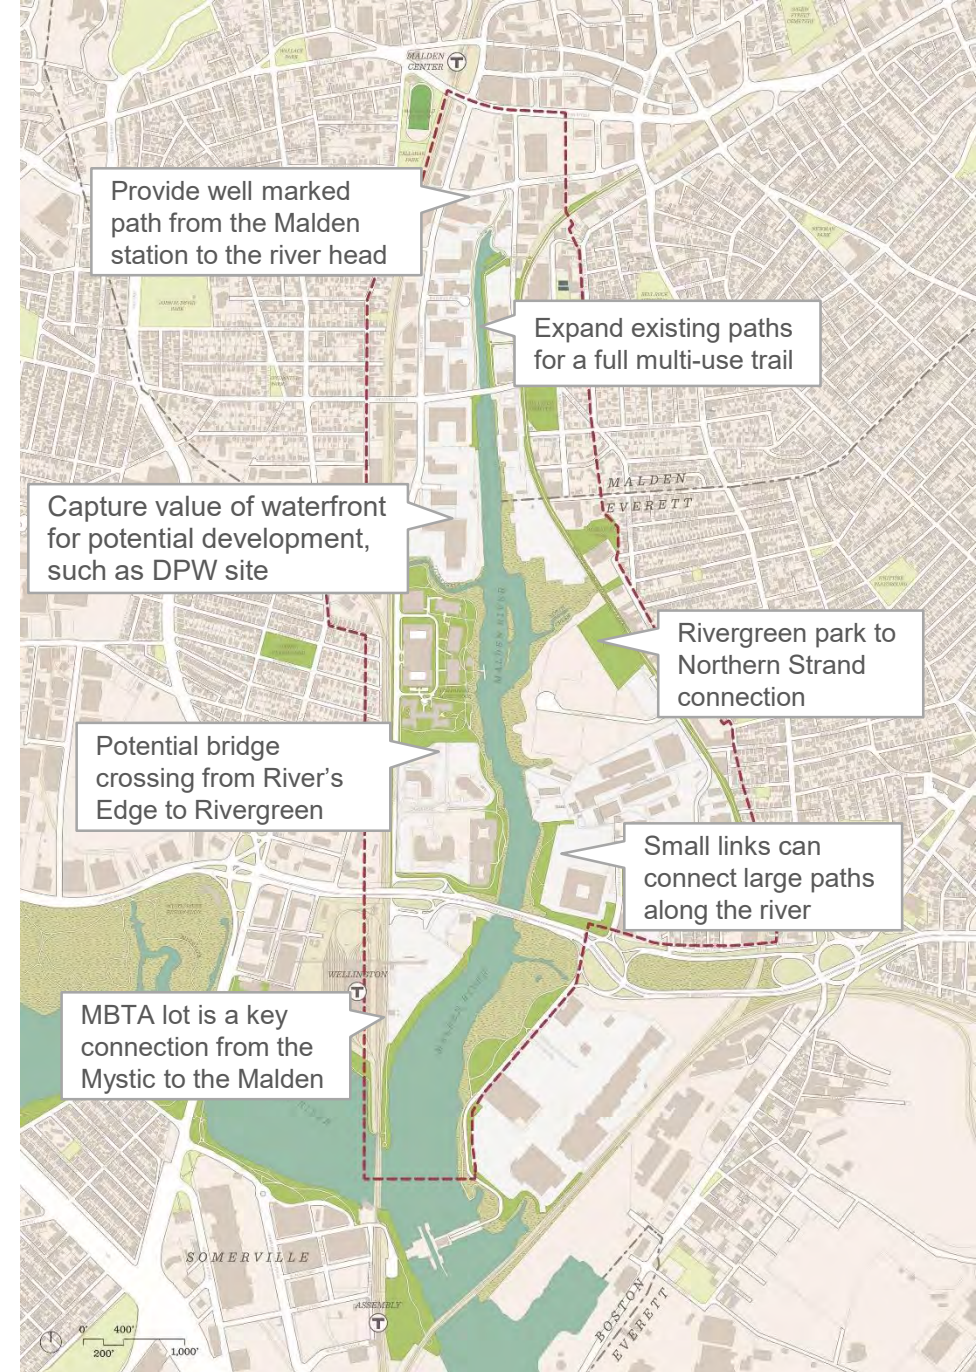 MALDEN
CENTER T
Provide well marked
path from the Malden
station to the river head
Expand existing paths
for a full multi-use trail
MALDEN
EVERETT
Capture value of waterfront
for potential development,
such as DPW site
MALDEN RIVER
Rivergreen park to
Northern Strand
connection
Potential bridge
crossing from River’s
Edge to Rivergreen
Small links can
connect large paths
along the river
WELLINGTON
T
MALDEN RIVER
MBTA lot is a key
connection from the
Mystic to the Malden
RIVER
SOMERVILLE
ASSEMBLY
T
BOSTON
EVERETT
0' 400'
200' 1,000'